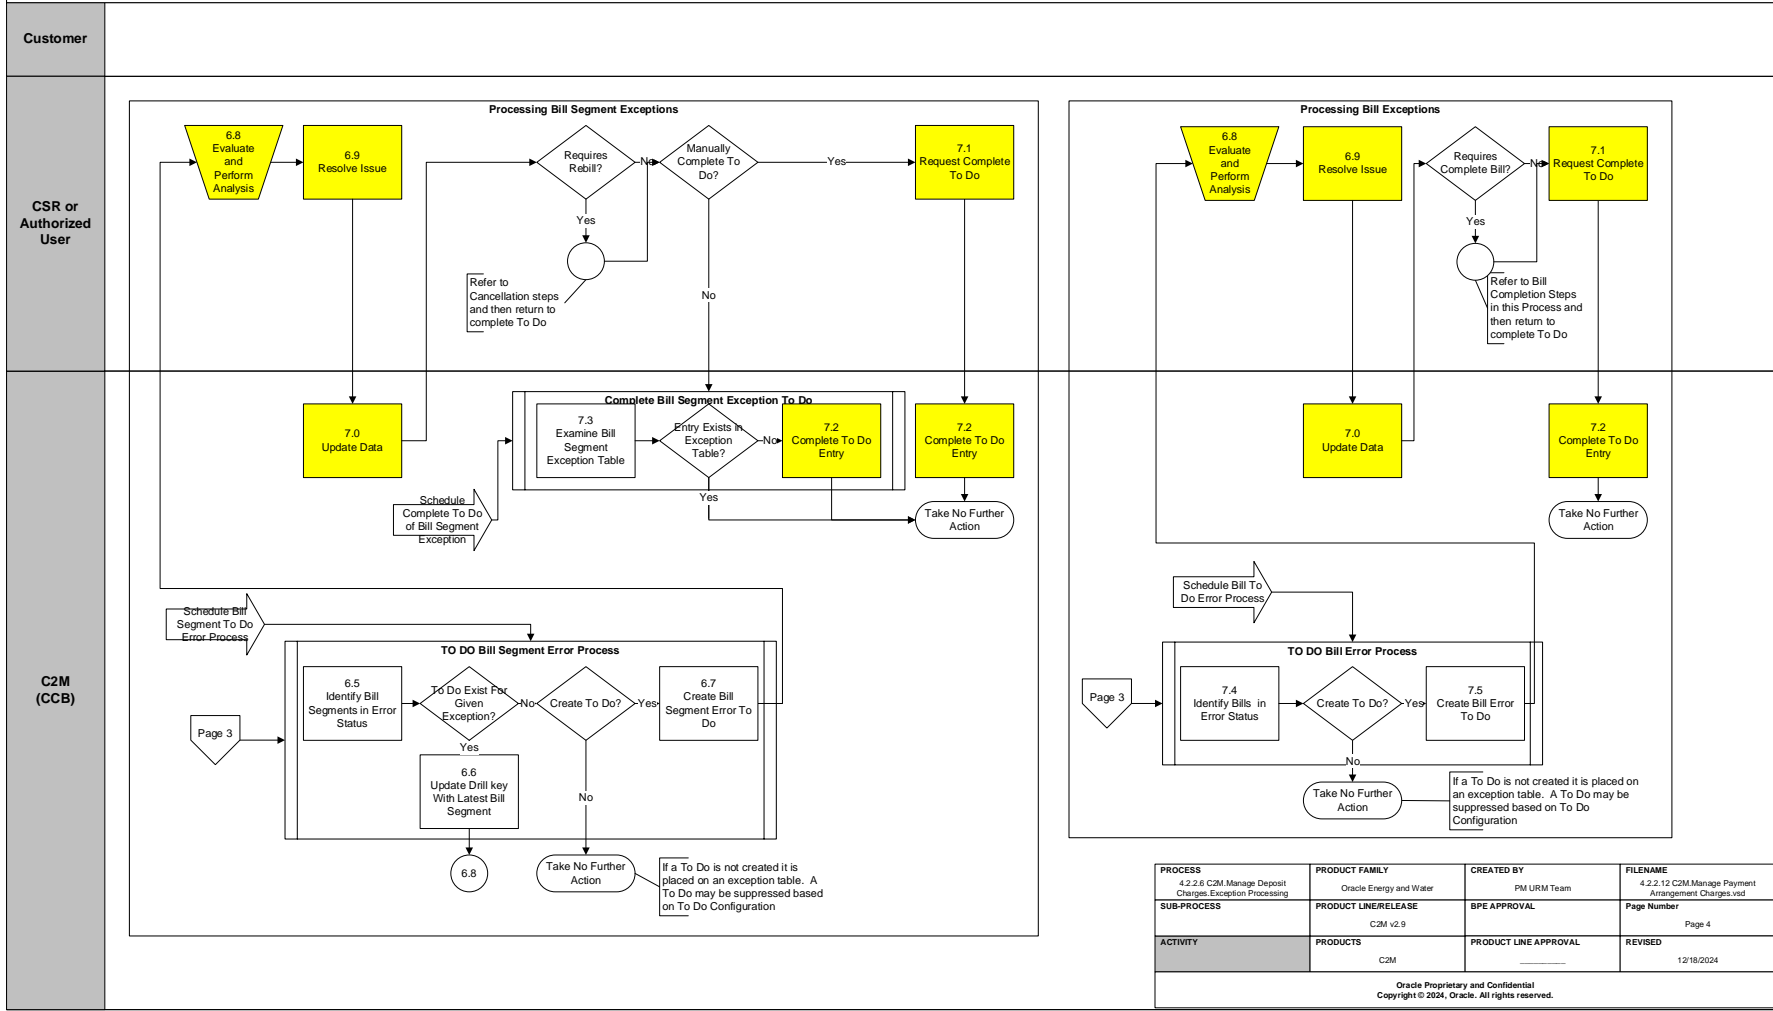 Customer
CSR or
Authorized
User
C2M
(CCB)
Processing Bill Segment Exceptions
6.8
Evaluate
and
Perform
Analysis
6.9
Resolve Issue
Requires
Rebill?
No
Manually
Complete To
Do?
Yes
7.1
Request Complete
To Do
Yes
Refer to
Cancellation steps
and then return to
complete To Do
No
7.0
Update Data
Complete Bill Segment Exception To Do
7.3
Examine Bill
Segment
Exception Table
Entry Exists in
Exception
Table?
No
7.2
Complete To Do
Entry
7.2
Complete To Do
Entry
Yes
Schedule
Complete To Do
of Bill Segment
Exception
Take No Further
Action
Schedule Bill
Segment To Do
Error Process
TO DO Bill Segment Error Process
6.5
Identify Bill
Segments in Error
Status
To Do Exist For
Given
Exception?
No
Create To Do?
Yes
6.7
Create Bill
Segment Error To
Do
Page 3
Yes
6.6
Update Drill key
With Latest Bill
Segment
No
6.8
Take No Further
Action
If a To Do is not created it is
placed on an exception table.  A
To Do may be suppressed based
on To Do Configuration
Processing Bill Exceptions
6.8
Evaluate
and
Perform
Analysis
6.9
Resolve Issue
Requires
Complete Bill?
No
7.1
Request Complete
To Do
Yes
Refer to Bill
Completion Steps
in this Process and
then return to
complete To Do
7.0
Update Data
7.2
Complete To Do
Entry
Take No Further
Action
Schedule Bill To
Do Error Process
TO DO Bill Error Process
Page 3
7.4
Identify Bills  in
Error Status
Create To Do?
Yes
7.5
Create Bill Error
To Do
No
Take No Further
Action
If a To Do is not created it is placed on
an exception table.  A To Do may be
suppressed based on To Do
Configuration
PROCESS
4.2.2.6 C2M.Manage Deposit
Charges.Exception Processing
PRODUCT FAMILY
Oracle Energy and Water
CREATED BY
PM URM Team
FILENAME
4.2.2.12 C2M.Manage Payment
Arrangement Charges.vsd
SUB-PROCESS
PRODUCT LINE/RELEASE
C2M v2.9
BPE APPROVAL
Page Number
Page 4
ACTIVITY
PRODUCTS
C2M
PRODUCT LINE APPROVAL
REVISED
12/18/2024
Oracle Proprietary and Confidential
Copyright © 2024, Oracle. All rights reserved.